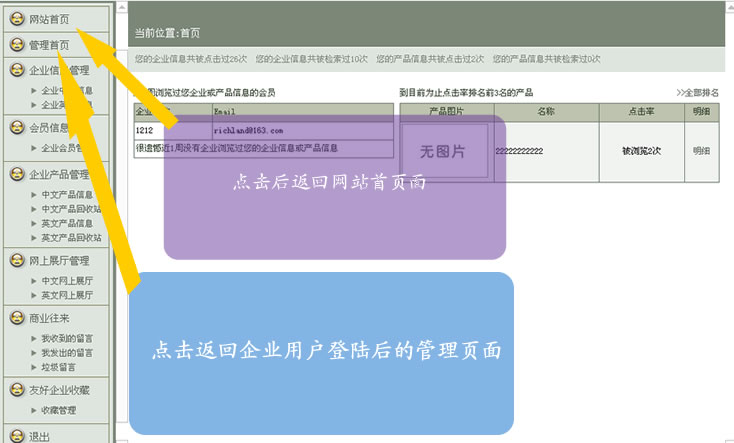 网站首页
管理首页
企业信息管理
企业中
信息
企业英
信息
会员信息
企业会员管
企业产品管理
中文产品信息
中文产品回收站
英文产品信息
英文产品回收站
网上展厅管理
中文网上展厅
英文网上展厅
商业往来
我收到的留言
我发出的留言
垃圾留言
友好企业收藏
收藏管理
退出
当前位置:首页
您的企业信息共被点击过26次 您的企业信息共被检索过10次 您的产品信息共被点击过2次 您的产品信息共被检索过0次
周浏览过您企业或产品信息的会员
企业
Email
1212
richland@163.com
很遗憾近1周没有企业浏览过您的企业信息或产品信息
到目前为止点击率排名前3名的产品
>>全部排名
产品图片 名称 点击率 明细
无图片
22222222222
被浏览2次
明细
点击后返回网站首页面
点击返回企业用户登陆后的管理页面